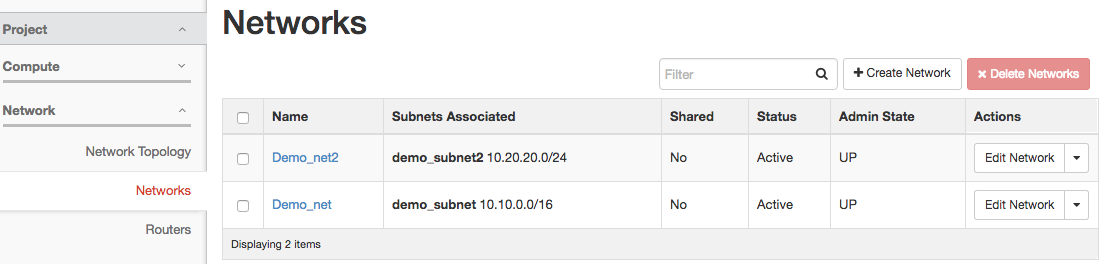 Project
Compute
Network
Network Topology
Networks
Routers
Networks
Filter
+ Create Network
× Delete Networks
Name Subnets Associated Shared Status Admin State Actions
Demo_net2 demo_subnet2 10.20.20.0/24 No Active UP Edit Network
Demo_net demo_subnet 10.10.0.0/16 No Active UP Edit Network
Displaying 2 items